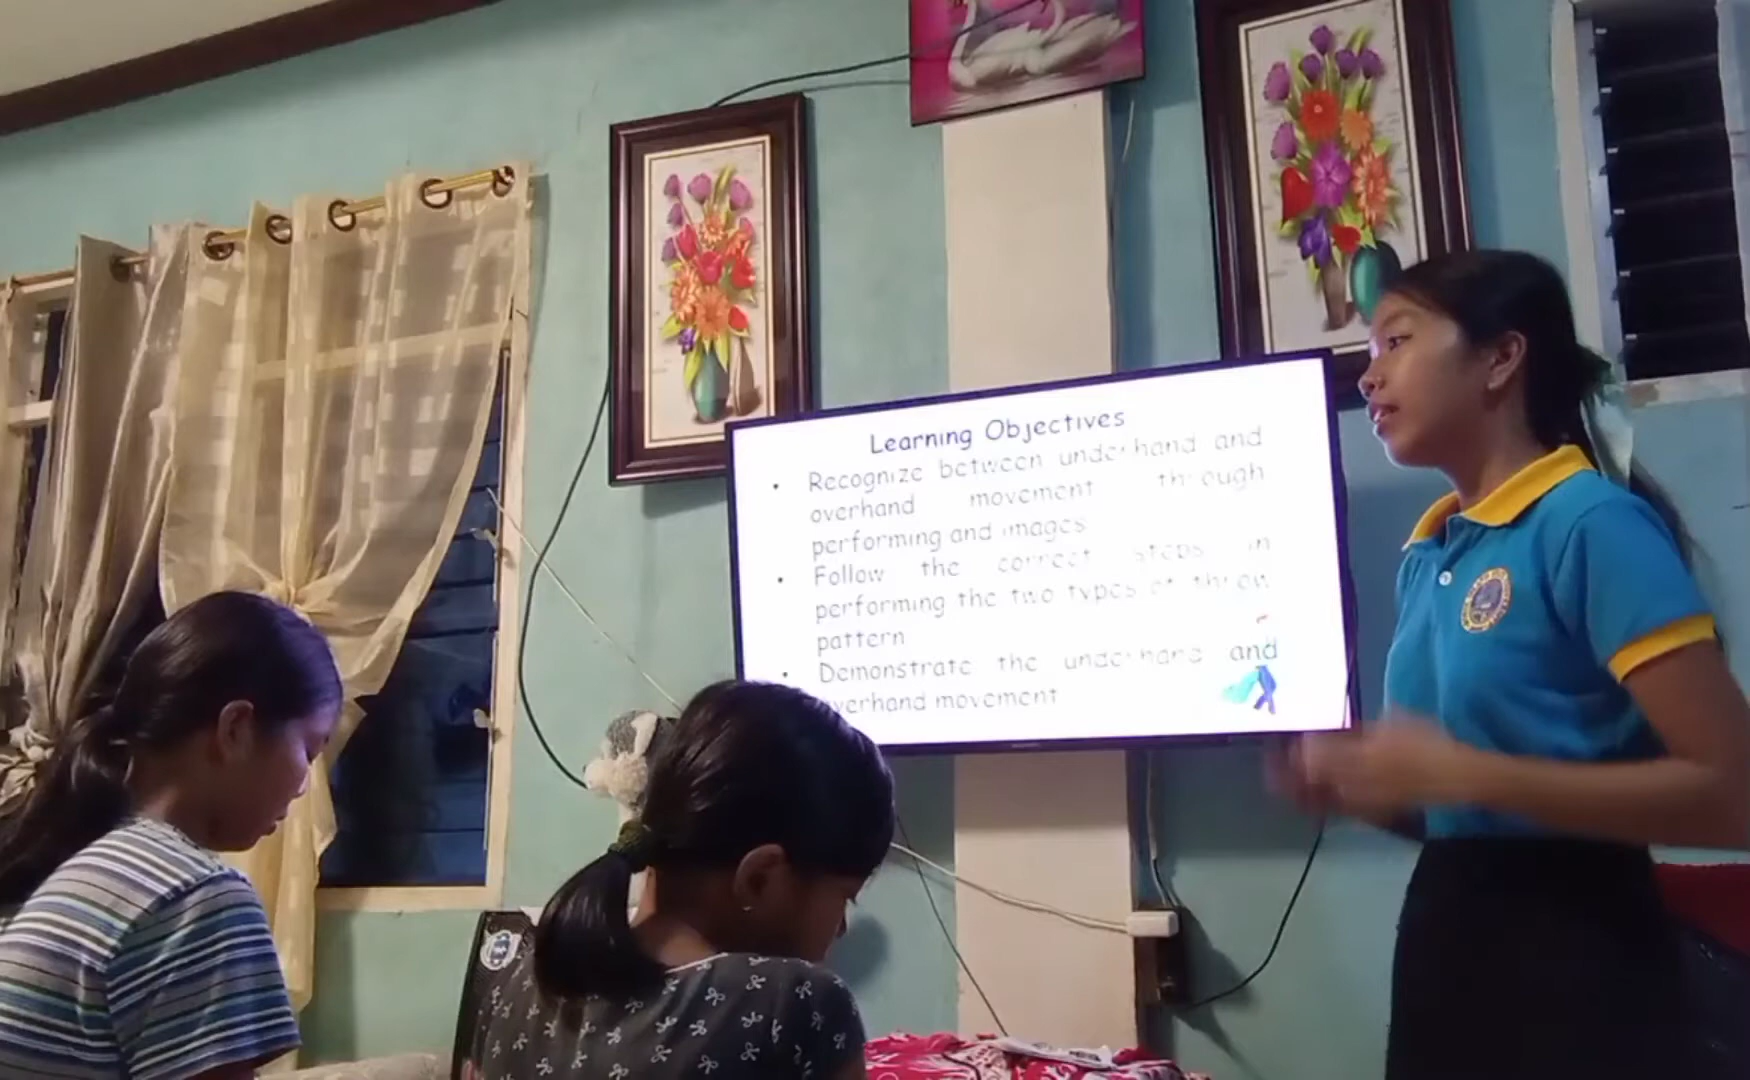 Learning Objectives
• Recognize between underhand and
overhand movement through
performing and images
• Follow the correct steps in
performing the two types of throw
pattern
• Demonstrate the underhand and
overhand movement